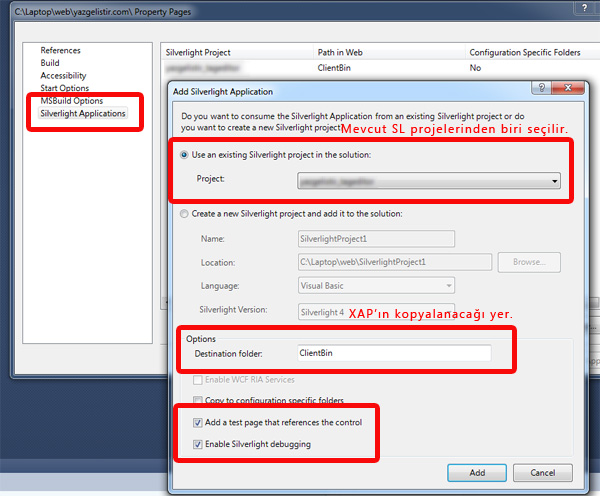 C:\Laptop\web\yazgelistir.com\ Property Pages
References
Build
Accessibility
Start Options
MSBuild Options
Silverlight Applications
Silverlight Project Path in Web Configuration Specific Folders
ClientBin No
Add Silverlight Application
Do you want to consume the Silverlight Application from an existing Silverlight project or do
you want to create a new Silverlight project
Mevcut SL projelerinden biri seçilir.
Use an existing Silverlight project in the solution:
Project:
Create a new Silverlight project and add it to the solution:
Name: SilverlightProject1
Location: C:\Laptop\web\SilverlightProject1 Browse...
Language: Visual Basic
Silverlight Version: Silverlight 4
XAP'ın kopyalanacağı yer.
Options
Destination folder: ClientBin
Enable WCF RIA Services
Copy to configuration specific folders
Add a test page that references the control
Enable Silverlight debugging
Add Cancel